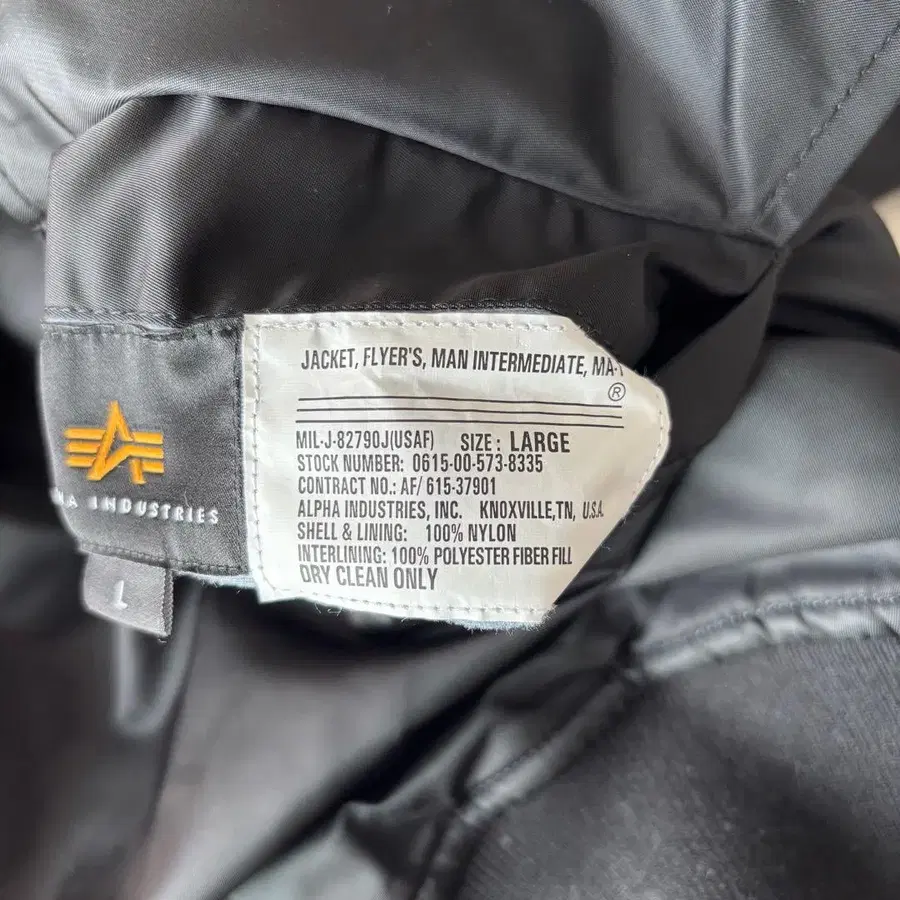 JACKET, FLYER'S, MAN INTERMEDIATE, MA-1
®
MIL-J-82790J(USAF) SIZE: LARGE
STOCK NUMBER: 0615-00-573-8335
CONTRACT NO.: AF/ 615-37901
ALPHA INDUSTRIES, INC. KNOXVILLE,TN, U.S.A.
SHELL & LINING: 100% NYLON
INTERLINING: 100% POLYESTER FIBER FILL
DRY CLEAN ONLY
INDUSTRIES
L